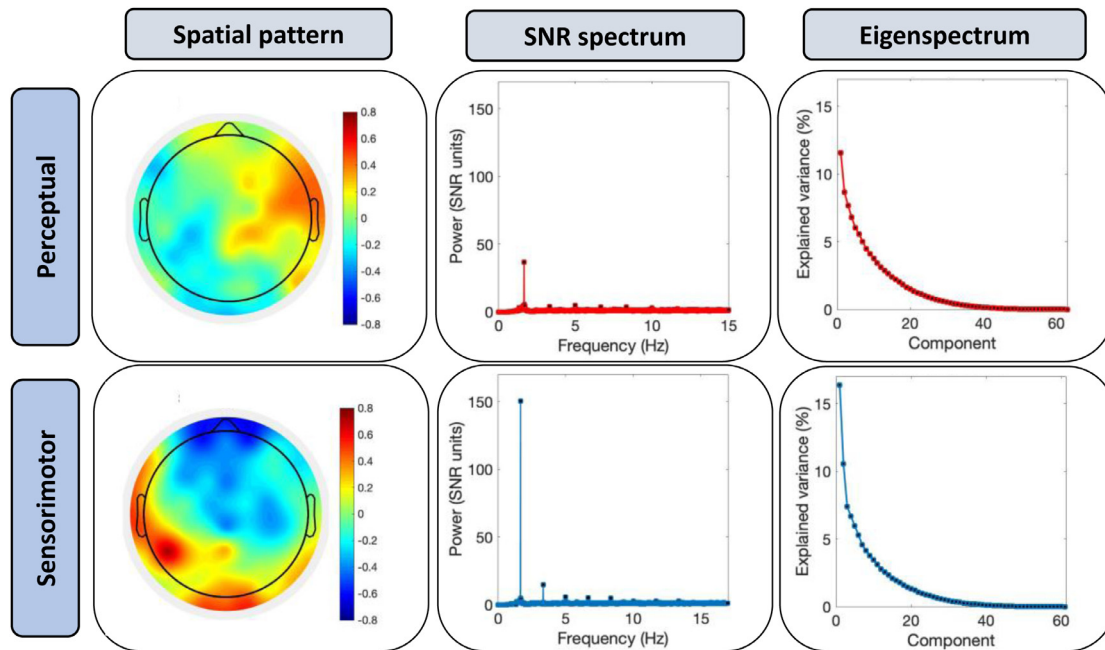 Spatial pattern
SNR spectrum
Eigenspectrum
Perceptual
0.8
0.6
0.4
0.2
0
-0.2
-0.4
-0.6
-0.8
Power (SNR units)
150
100
50
0
0 5 10 15
Frequency (Hz)
Explained variance (%)
15
10
5
0
0 20 40 60
Component
Sensorimotor
0.8
0.6
0.4
0.2
0
-0.2
-0.4
-0.6
-0.8
Power (SNR units)
150
100
50
0
0 5 10 15
Frequency (Hz)
Explained variance (%)
15
10
5
0
0 20 40 60
Component